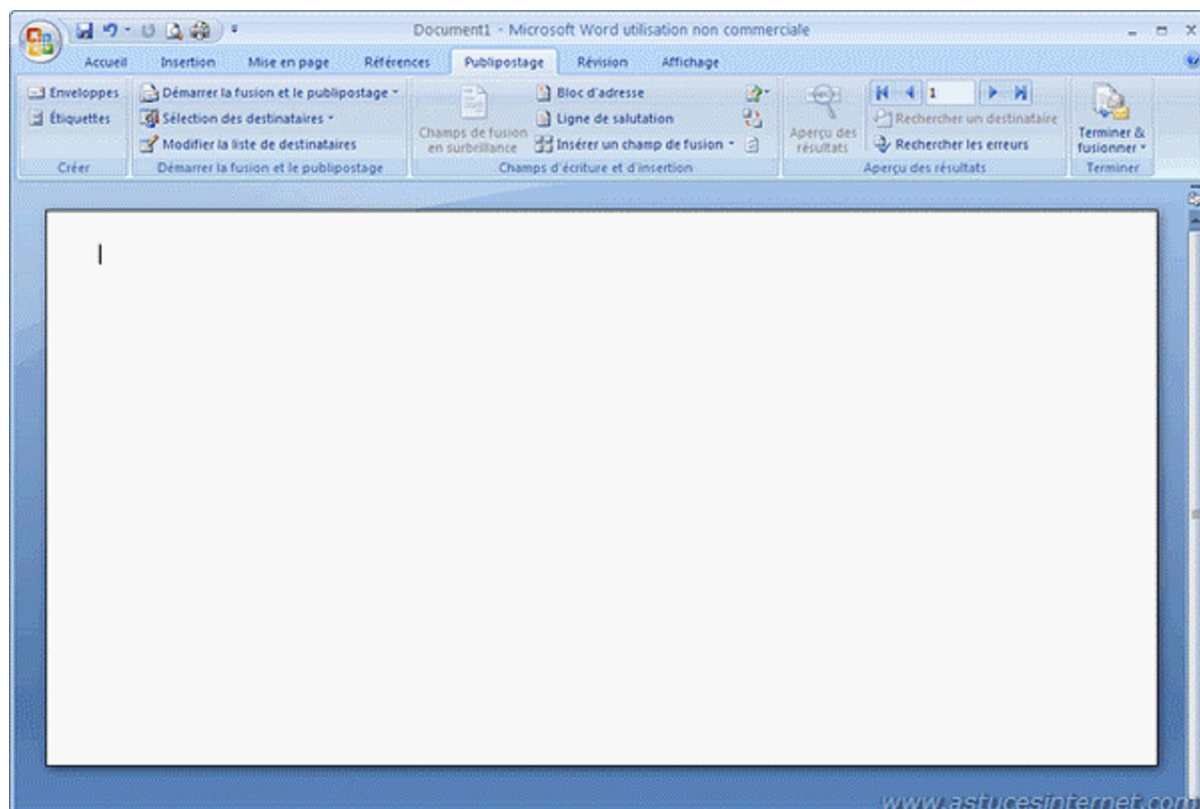 Document1 - Microsoft Word utilisation non commerciale
Accueil Insertion Mise en page Références Publipostage Révision Affichage
Enveloppes
Étiquettes
Créer
Démarrer la fusion et le publipostage
Sélection des destinataires
Modifier la liste de destinataires
Démarrer la fusion et le publipostage
Champs de fusion
en surbrillance
Bloc d'adresse
Ligne de salutation
Insérer un champ de fusion
Champs d'écriture et d'insertion
Aperçu des
résultats
1
Rechercher un destinataire
Rechercher les erreurs
Aperçu des résultats
Terminer &
fusionner
Terminer
www.astucesinternet.com